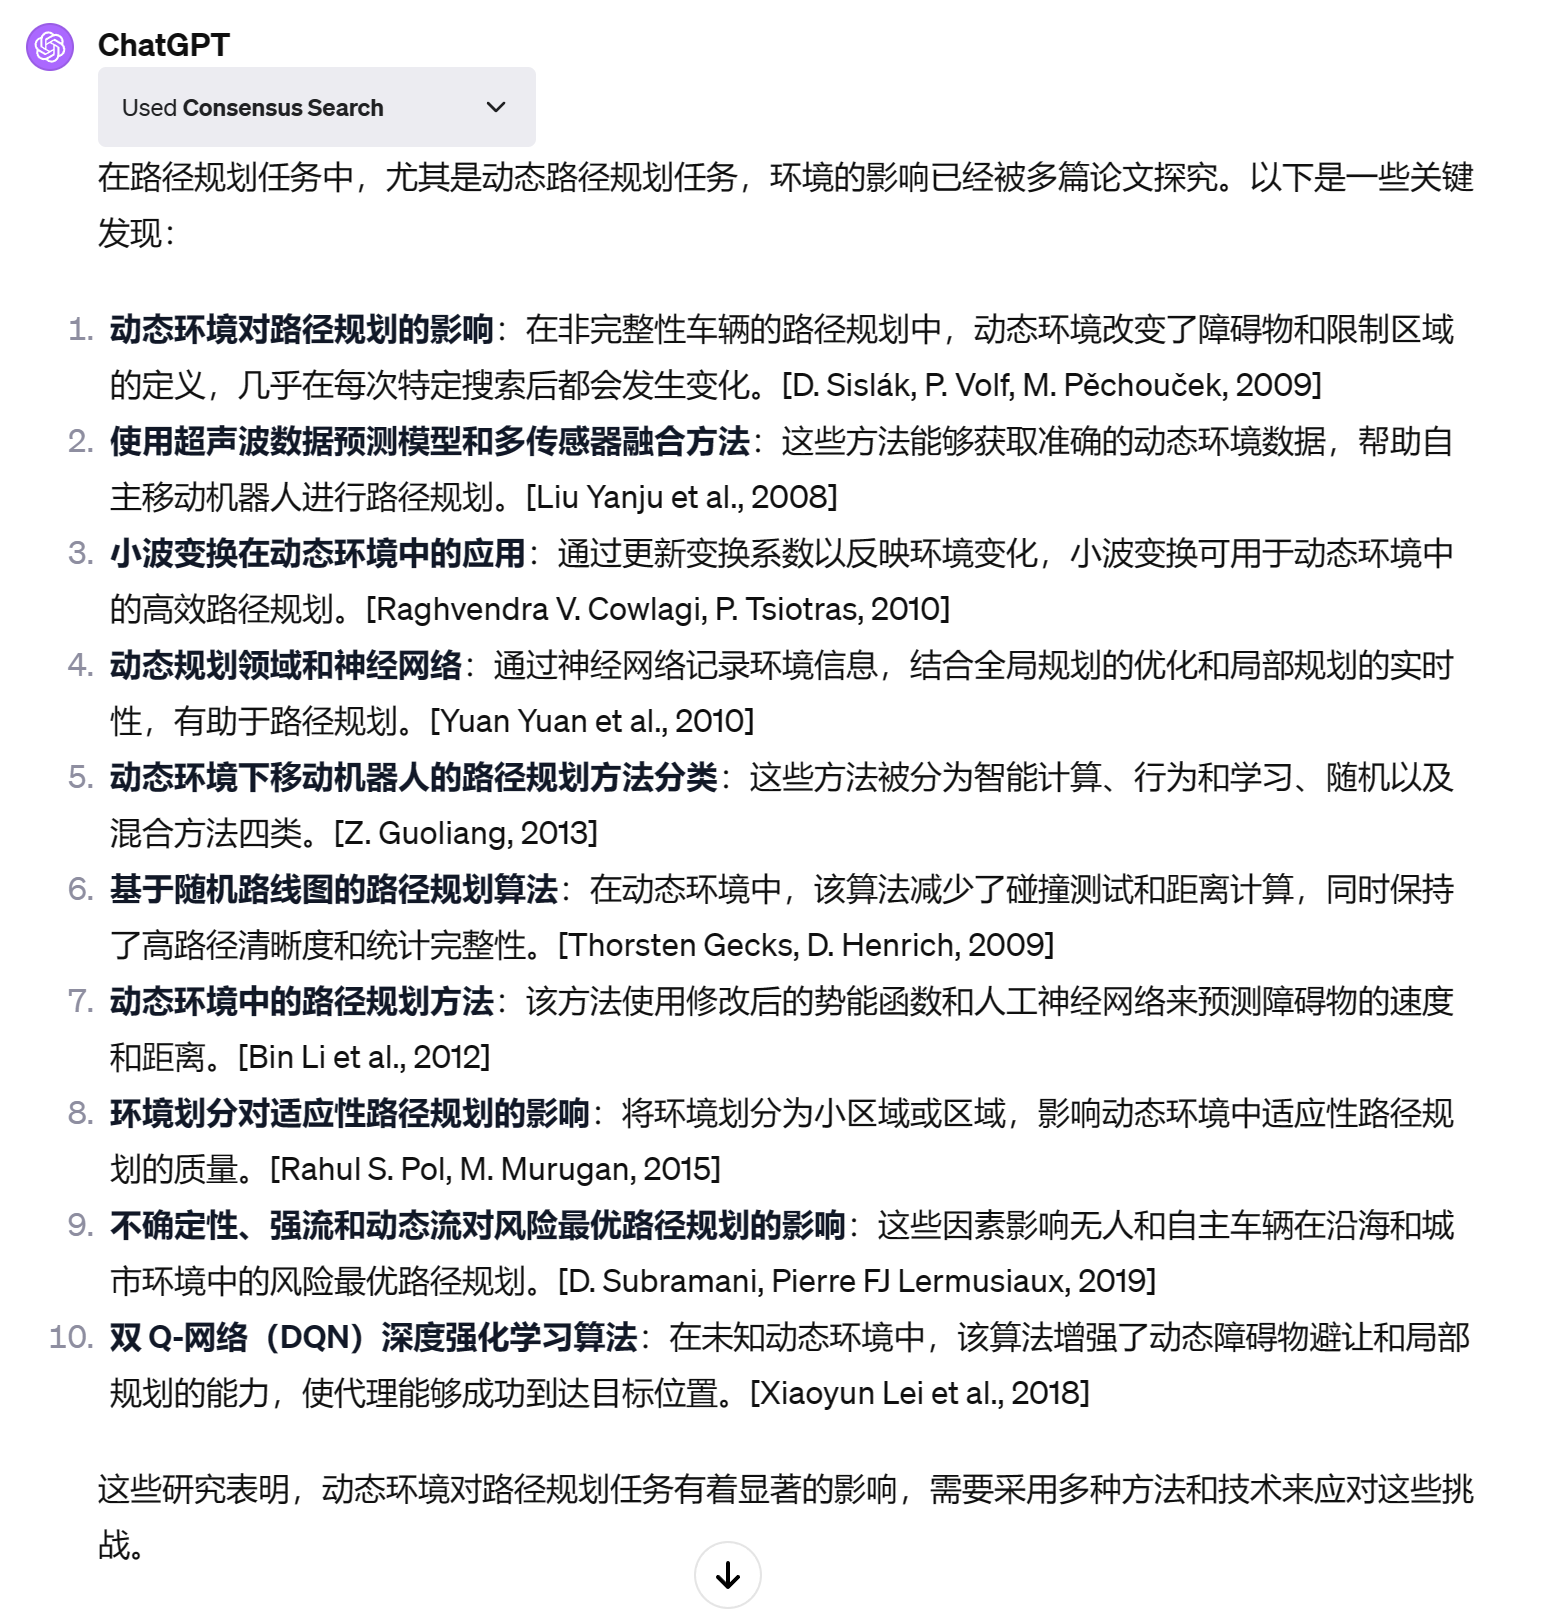 ChatGPT
Used Consensus Search
在路径规划任务中，尤其是动态路径规划任务，环境的影响已经被多篇论文探究。以下是一些关键
发现：
1. 动态环境对路径规划的影响：在非完整性车辆的路径规划中，动态环境改变了障碍物和限制区域
的定义，几乎在每次特定搜索后都会发生变化。[D. Sislák, P. Volf, M. Pěchouček, 2009]
2. 使用超声波数据预测模型和多传感器融合方法：这些方法能够获取准确的动态环境数据，帮助自
主移动机器人进行路径规划。[Liu Yanju et al., 2008]
3. 小波变换在动态环境中的应用：通过更新变换系数以反映环境变化，小波变换可用于动态环境中
的高效路径规划。[Raghvendra V. Cowlagi, P. Tsiotras, 2010]
4. 动态规划领域和神经网络：通过神经网络记录环境信息，结合全局规划的优化和局部规划的实时
性，有助于路径规划。[Yuan Yuan et al., 2010]
5. 动态环境下移动机器人的路径规划方法分类：这些方法被分为智能计算、行为和学习、随机以及
混合方法四类。[Z. Guoliang, 2013]
6. 基于随机路线图的路径规划算法：在动态环境中，该算法减少了碰撞测试和距离计算，同时保持
了高路径清晰度和统计完整性。[Thorsten Gecks, D. Henrich, 2009]
7. 动态环境中的路径规划方法：该方法使用修改后的势能函数和人工神经网络来预测障碍物的速度
和距离。[Bin Li et al., 2012]
8. 环境划分对适应性路径规划的影响：将环境划分为小区域或区域，影响动态环境中适应性路径规
划的质量。[Rahul S. Pol, M. Murugan, 2015]
9. 不确定性、强流和动态流对风险最优路径规划的影响：这些因素影响无人和自主车辆在沿海和城
市环境中的风险最优路径规划。[D. Subramani, Pierre FJ Lermusiaux, 2019]
10. 双 Q-网络（DQN）深度强化学习算法：在未知动态环境中，该算法增强了动态障碍物避让和局部
规划的能力，使代理能够成功到达目标位置。[Xiaoyun Lei et al., 2018]
这些研究表明，动态环境对路径规划任务有着显著的影响，需要采用多种方法和技术来应对这些挑
战。